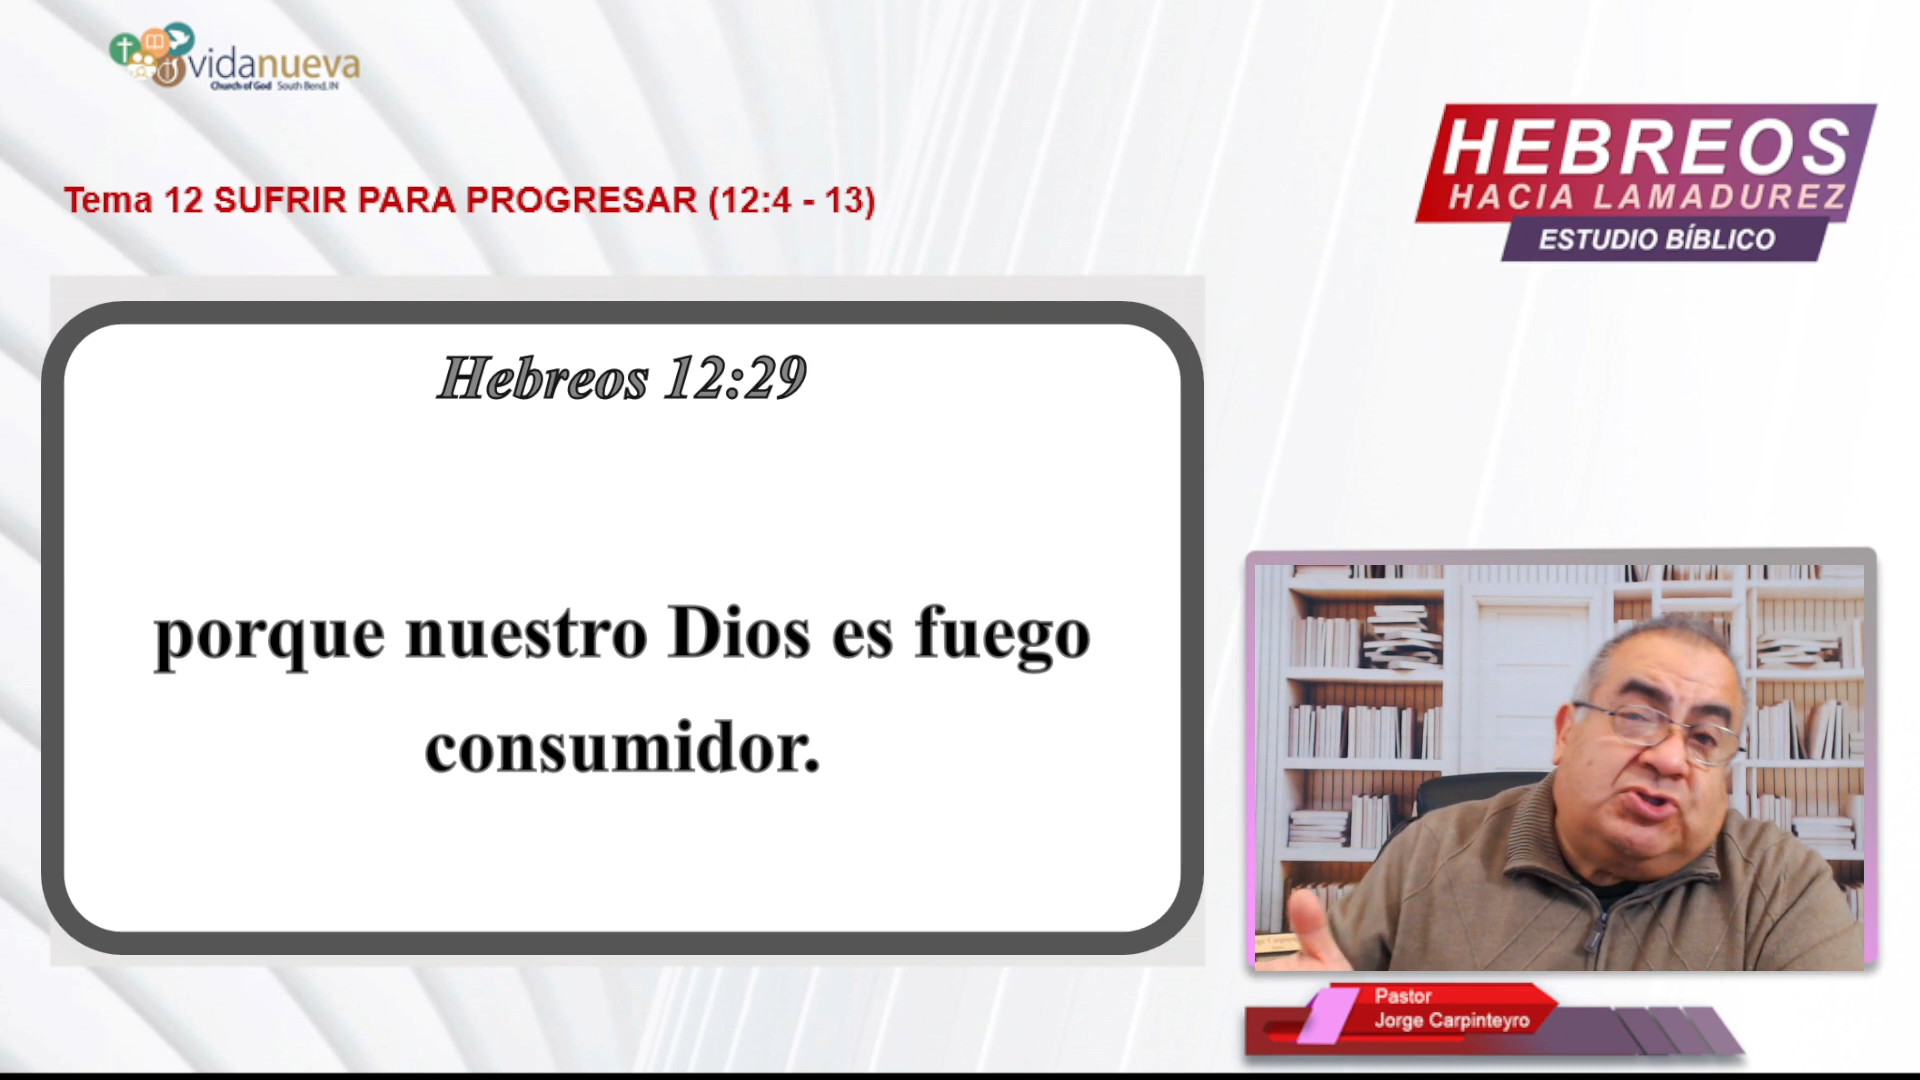 vidanueva
Church of God South Bend, IN
HEBREOS
HACIA LAMADUREZ
ESTUDIO BÍBLICO
Tema 12 SUFRIR PARA PROGRESAR (12:4 - 13)
Hebreos 12:29
porque nuestro Dios es fuego
consumidor.
Pastor
Jorge Carpinteyro